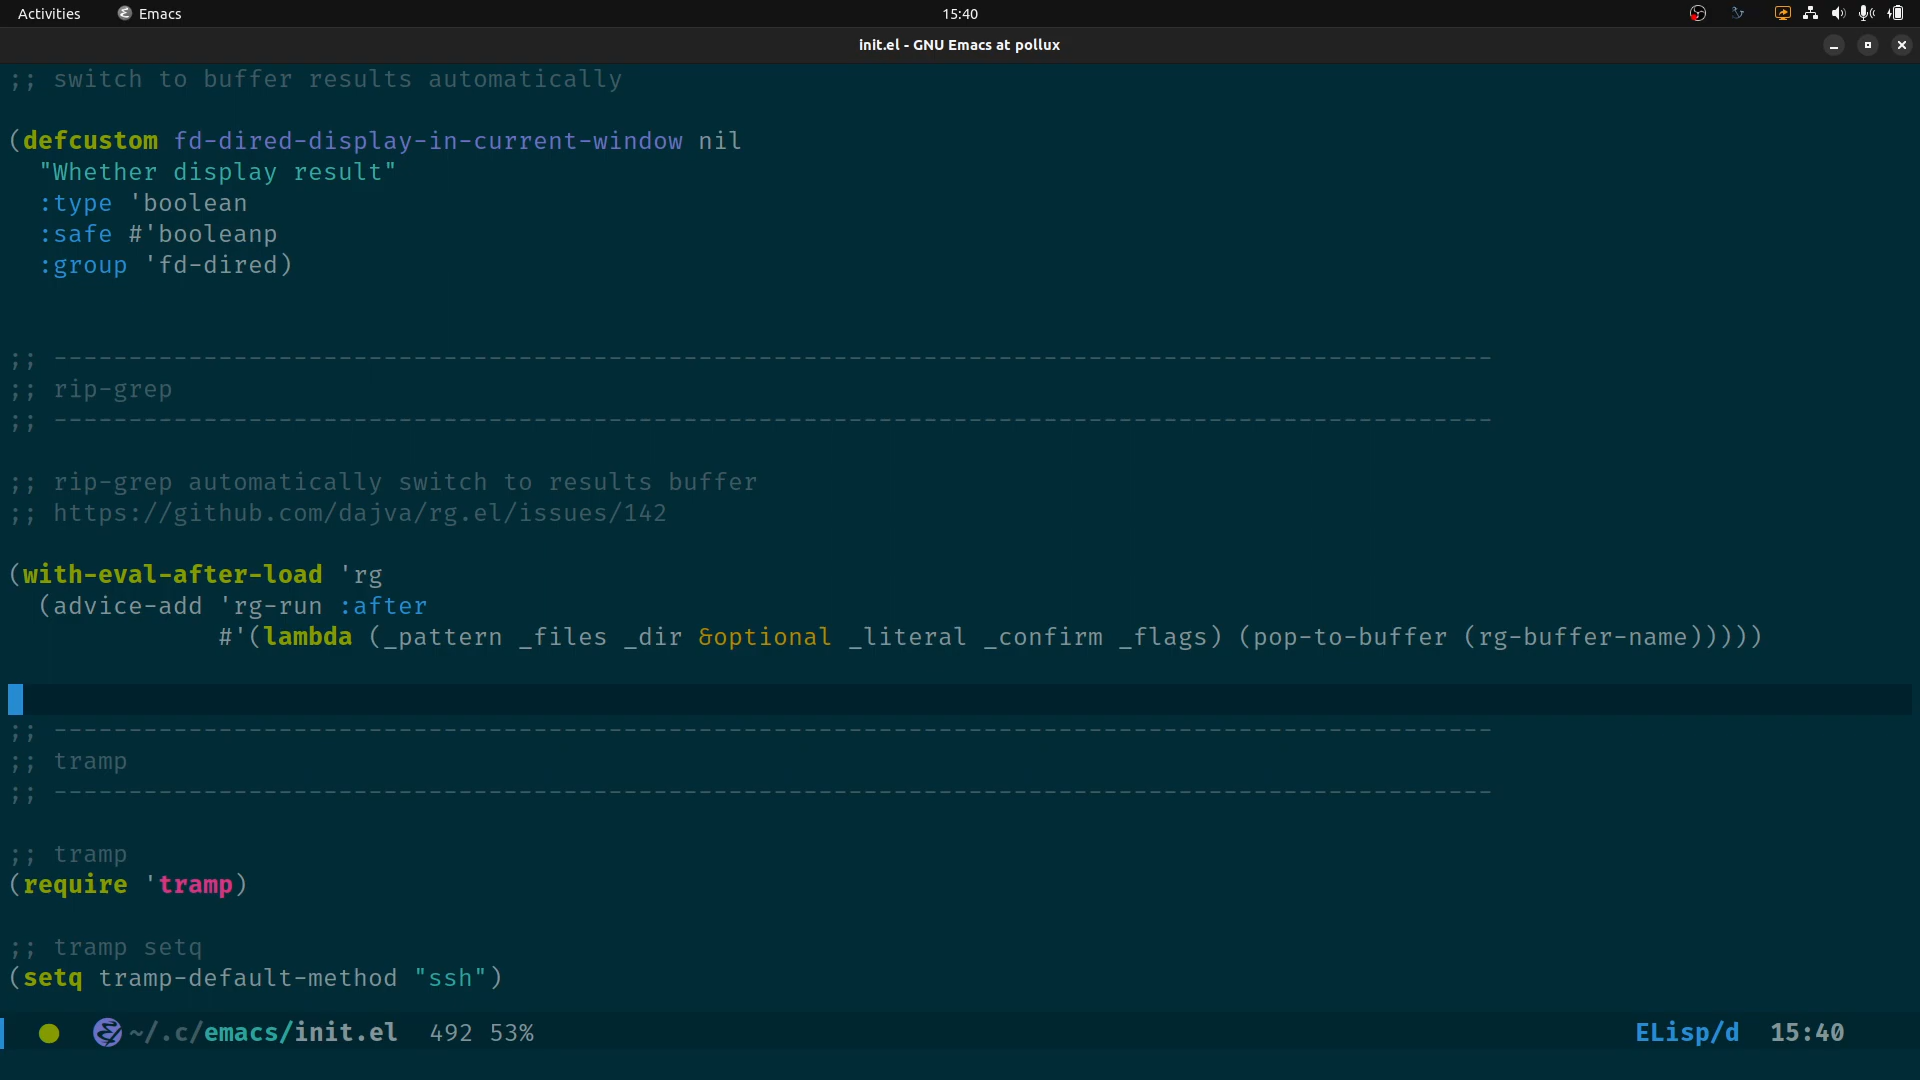 Activities Emacs 15:40
init.el - GNU Emacs at pollux
;; switch to buffer results automatically
(defcustom fd-dired-display-in-current-window nil
  "Whether display result"
  :type 'boolean
  :safe #'booleanp
  :group 'fd-dired)
;; ------------------------------------------------------------------------------------------------
;; rip-grep
;; ------------------------------------------------------------------------------------------------
;; rip-grep automatically switch to results buffer
;; https://github.com/dajva/rg.el/issues/142
(with-eval-after-load 'rg
  (advice-add 'rg-run :after
              #'(lambda (_pattern _files _dir &optional _literal _confirm _flags) (pop-to-buffer (rg-buffer-name)))))
;; ------------------------------------------------------------------------------------------------
;; tramp
;; ------------------------------------------------------------------------------------------------
;; tramp
(require 'tramp)
;; tramp setq
(setq tramp-default-method "ssh")
~/.c/emacs/init.el 492 53% ELisp/d 15:40